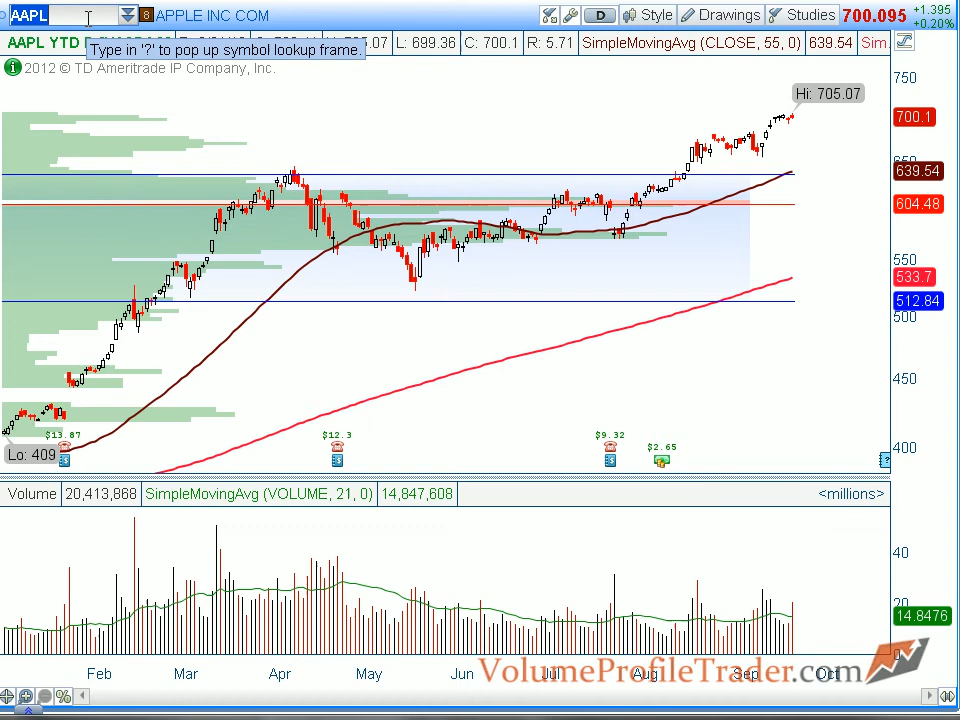 AAPL 8 APPLE INC COM D Style Drawings Studies 700.095 +1.395 +0.20%
AAPL YTD L: 699.36 C: 700.1 R: 5.71 SimpleMovingAvg (CLOSE, 55, 0) 639.54 Sim.
Type in '?' to pop up symbol lookup frame.
2012 © TD Ameritrade IP Company, Inc.
750
Hi: 705.07
700.1
650
639.54
604.48
550
533.7
512.84
500
450
$13.87 $12.3 $9.32 $2.65
400
Lo: 409
Volume 20,413,868 SimpleMovingAvg (VOLUME, 21, 0) 14,847,608 <millions>
40
20
14.8476
0
Feb Mar Apr May Jun Jul Aug Sep Oct
VolumeProfileTrader.com